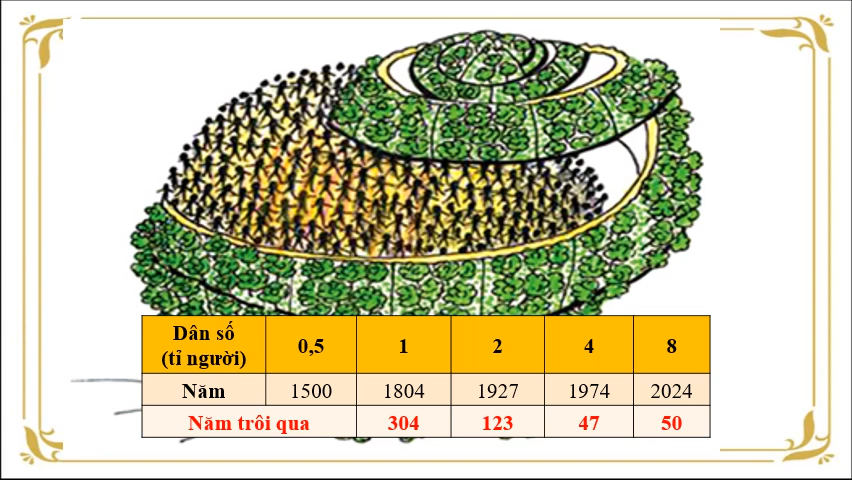 Dân số
(tỉ người)
0,5 1 2 4 8
Năm 1500 1804 1927 1974 2024
Năm trôi qua 304 123 47 50